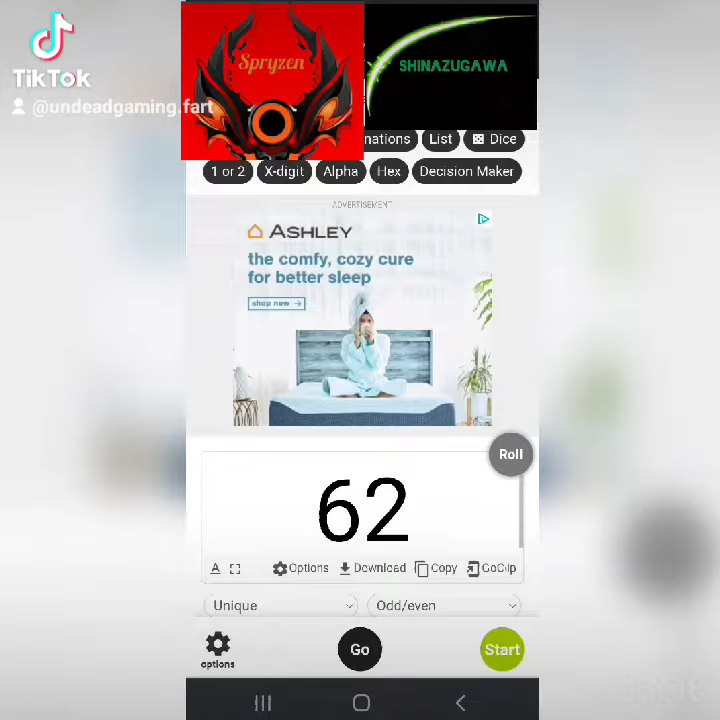 TikTok
@undeadgaming.fart
Spryzen
SHINAZUGAWA
nations
List
Dice
1 or 2
X-digit
Alpha
Hex
Decision Maker
ADVERTISEMENT
ASHLEY
the comfy, cozy cure
for better sleep
shop now →
Roll
62
A
Options
Download
Copy
GoClip
Unique
Odd/even
options
Go
Start